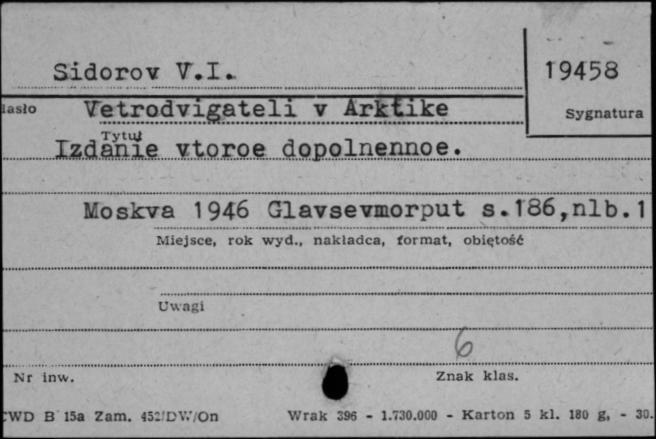 Sidorov V.I.
19458
Vetrodvigateli v Arktike
Sygnatura
Tytuł
Izdanie vtoroe dopolnennoe.
Moskva 1946 Glavsevmorput s.186,nlb.1
Miejsce, rok wyd., nakładca, format, objętość
Uwagi
6
Nr inw.
Znak klas.
CWD B 15a Zam. 452/DW/On Wrak 396 - 1.730.000 - Karton 5 kl. 180 g, - 30.